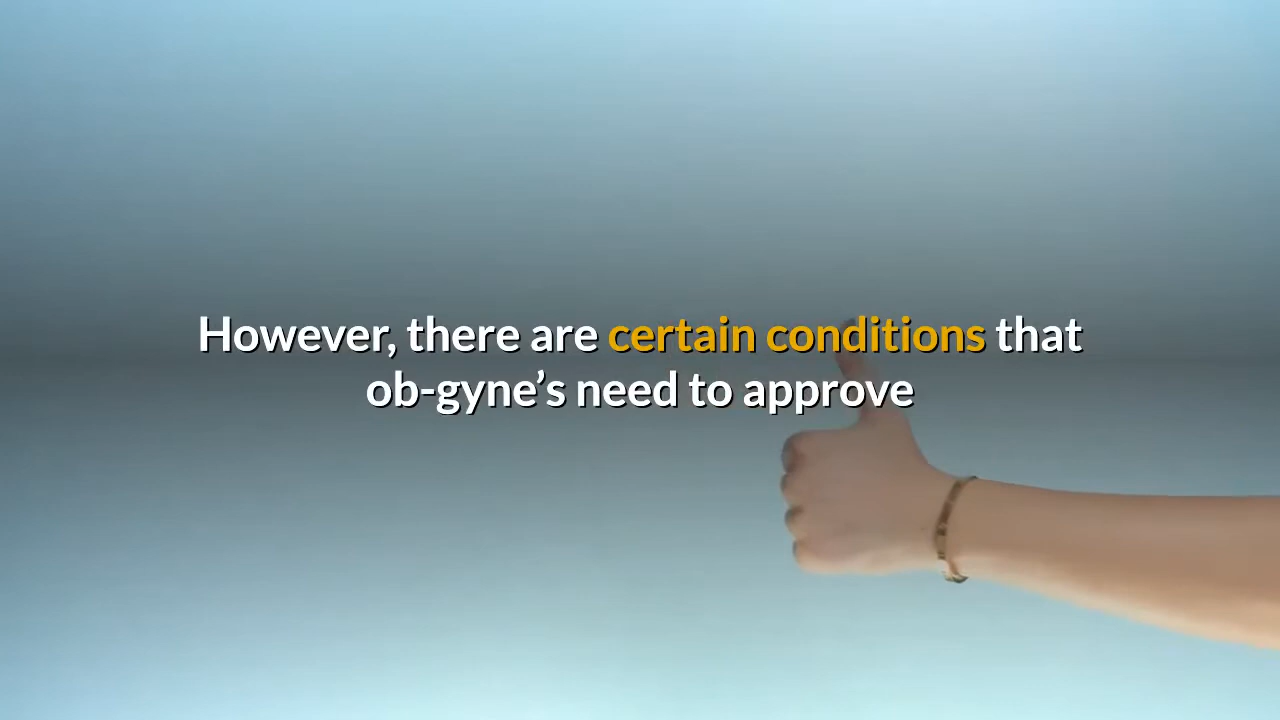 However, there are certain conditions that
ob-gyne’s need to approve